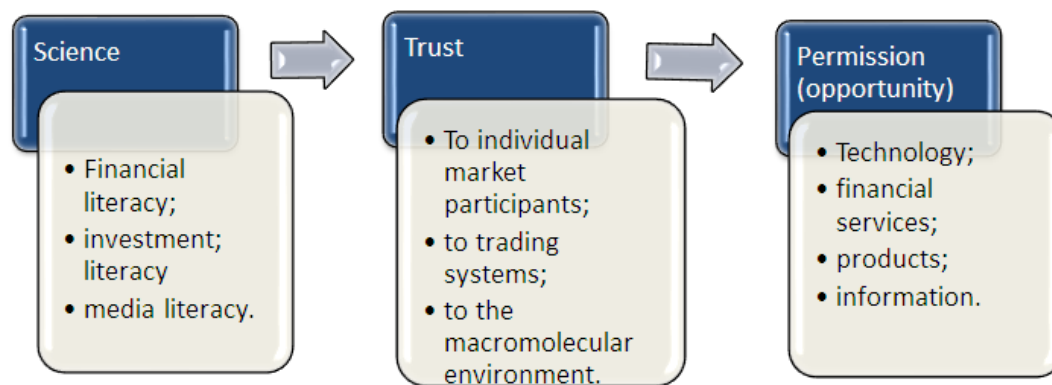 Science
• Financial
literacy;
• investment;
literacy
• media literacy.
Trust
• To individual
market
participants;
• to trading
systems;
• to the
macromolecular
environment.
Permission
(opportunity)
• Technology;
• financial
services;
• products;
• information.